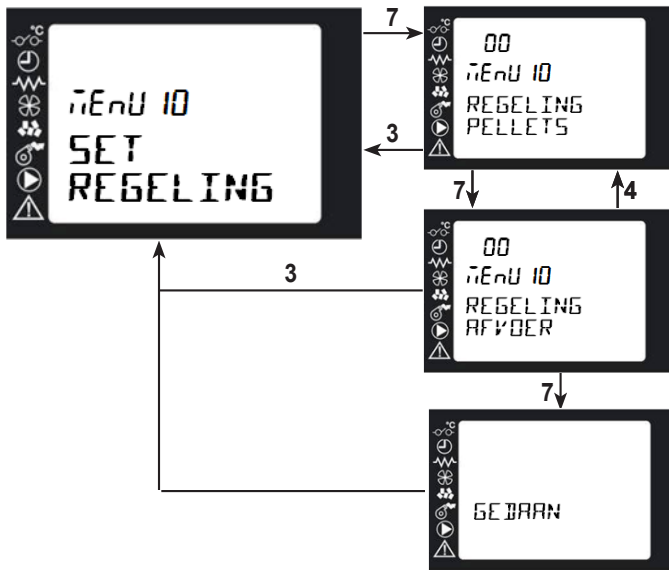 °C
MENU 10
SET
REGELING
7
3
°C
00
MENU 10
REGELING
PELLETS
7
4
°C
00
MENU 10
REGELING
AFVOER
3
7
°C
GEDAAN